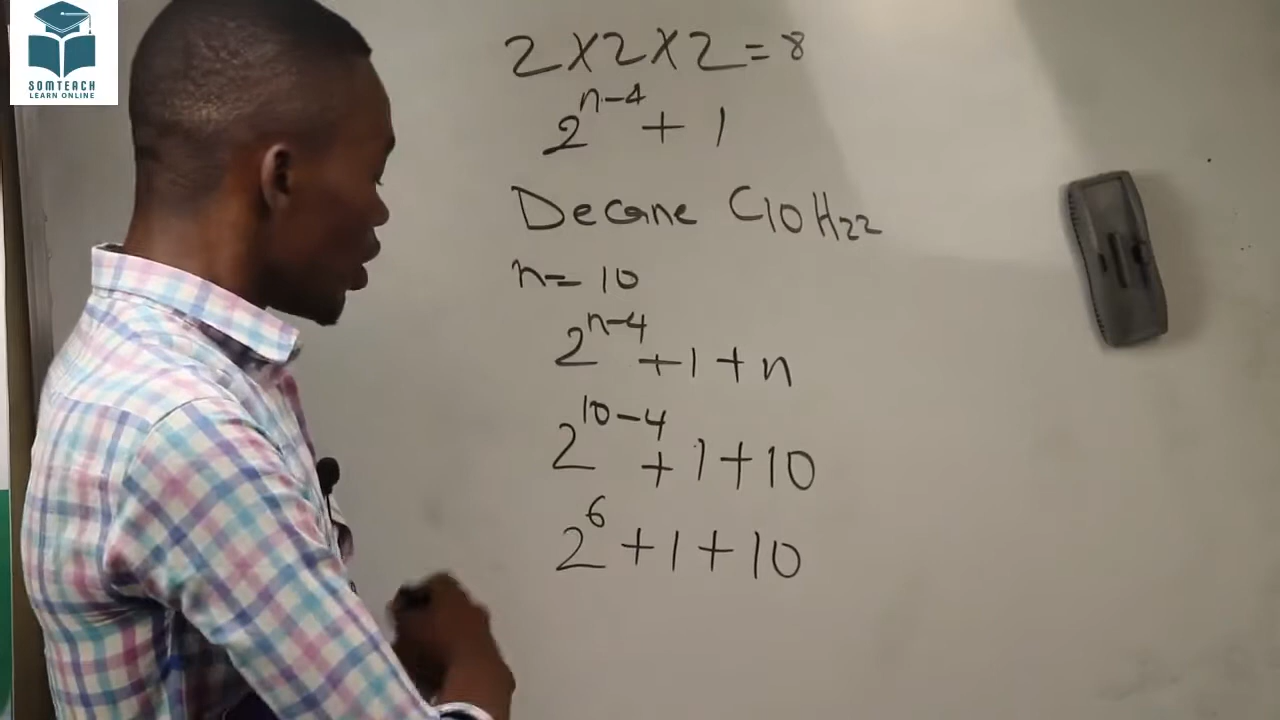 SOMTEACH
LEARN ONLINE
2×2×2=8
2^{n-4} + 1
Decane C₁₀H₂₂
n= 10
2^{n-4} +1+n
2^{10-4} +1+10
2^6 +1+10